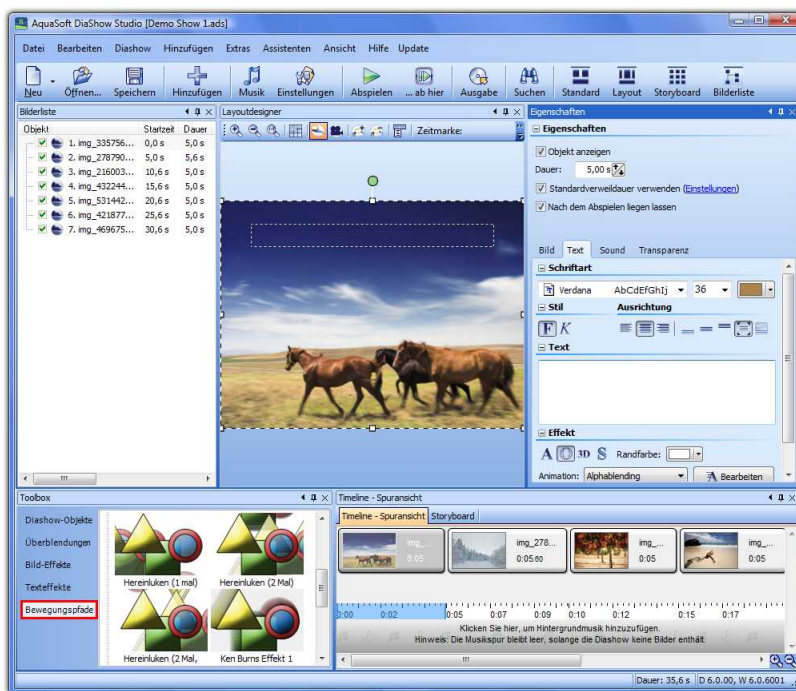 AquaSoft DiaShow Studio [Demo Show 1.ads]
Datei Bearbeiten Diashow Hinzufügen Extras Assistenten Ansicht Hilfe Update
Neu Öffnen... Speichern Hinzufügen Musik Einstellungen Abspielen ... ab hier Ausgabe Suchen Standard Layout Storyboard Bilderliste
Bilderliste
Objekt Startzeit Dauer
1. img_335756... 0,0 s 5,0 s
2. img_278790... 5,0 s 5,6 s
3. img_216003... 10,6 s 5,0 s
4. img_432244... 15,6 s 5,0 s
5. img_531442... 20,6 s 5,0 s
6. img_421877... 25,6 s 5,0 s
7. img_469675... 30,6 s 5,0 s
Layoutdesigner
Zeitmarke:
Eigenschaften
Eigenschaften
Objekt anzeigen
Dauer: 5,00 s
Standardverweildauer verwenden (Einstellungen)
Nach dem Abspielen liegen lassen
Bild Text Sound Transparenz
Schriftart
Verdana AbCdEfGhIj 36
Stil Ausrichtung
F K
Text
Effekt
A O 3D S Randfarbe:
Animation: Alphablending Bearbeiten
Toolbox
Diashow-Objekte
Überblendungen
Bild-Effekte
Texteffekte
Bewegungspfade
Hereinluken (1 mal) Hereinluken (2 Mal)
Hereinluken (2 Mal, Ken Burns Effekt 1
Timeline - Spuransicht
Timeline - Spuransicht Storyboard
img_... 0:05
img_278... 0:05.60
img_... 0:05
img_... 0:05
0:00 0:02 0:05 0:07 0:09 0:10 0:12 0:15 0:17
Klicken Sie hier, um Hintergrundmusik hinzuzufügen.
Hinweis: Die Musikspur bleibt leer, solange die Diashow keine Bilder enthält.
Dauer: 35,6 s D 6.0.00, W 6.0.6001